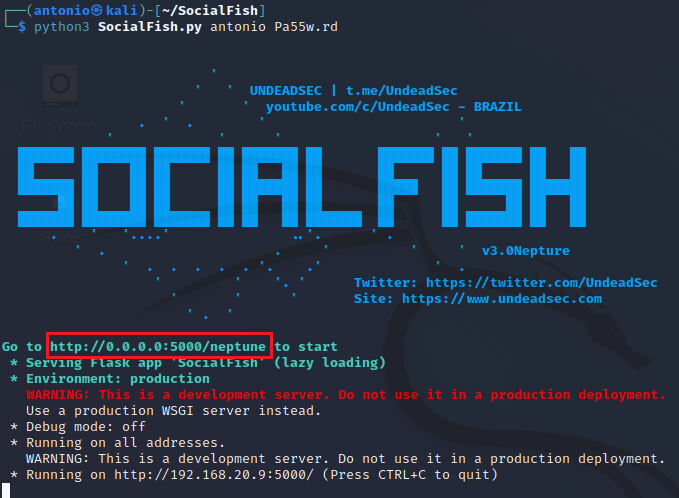 ┌──(antonio㉿kali)-[~/SocialFish]
└─$ python3 SocialFish.py antonio Pa55w.rd
UNDEADSEC | t.me/UndeadSec
youtube.com/c/UndeadSec - BRAZIL
File System
SOCIALFISH
Home
v3.0Nepture
Twitter: https://twitter.com/UndeadSec
Site: https://www.undeadsec.com
Go to http://0.0.0.0:5000/neptune to start
* Serving Flask app 'SocialFish' (lazy loading)
* Environment: production
WARNING: This is a development server. Do not use it in a production deployment.
Use a production WSGI server instead.
* Debug mode: off
* Running on all addresses.
WARNING: This is a development server. Do not use it in a production deployment.
* Running on http://192.168.20.9:5000/ (Press CTRL+C to quit)